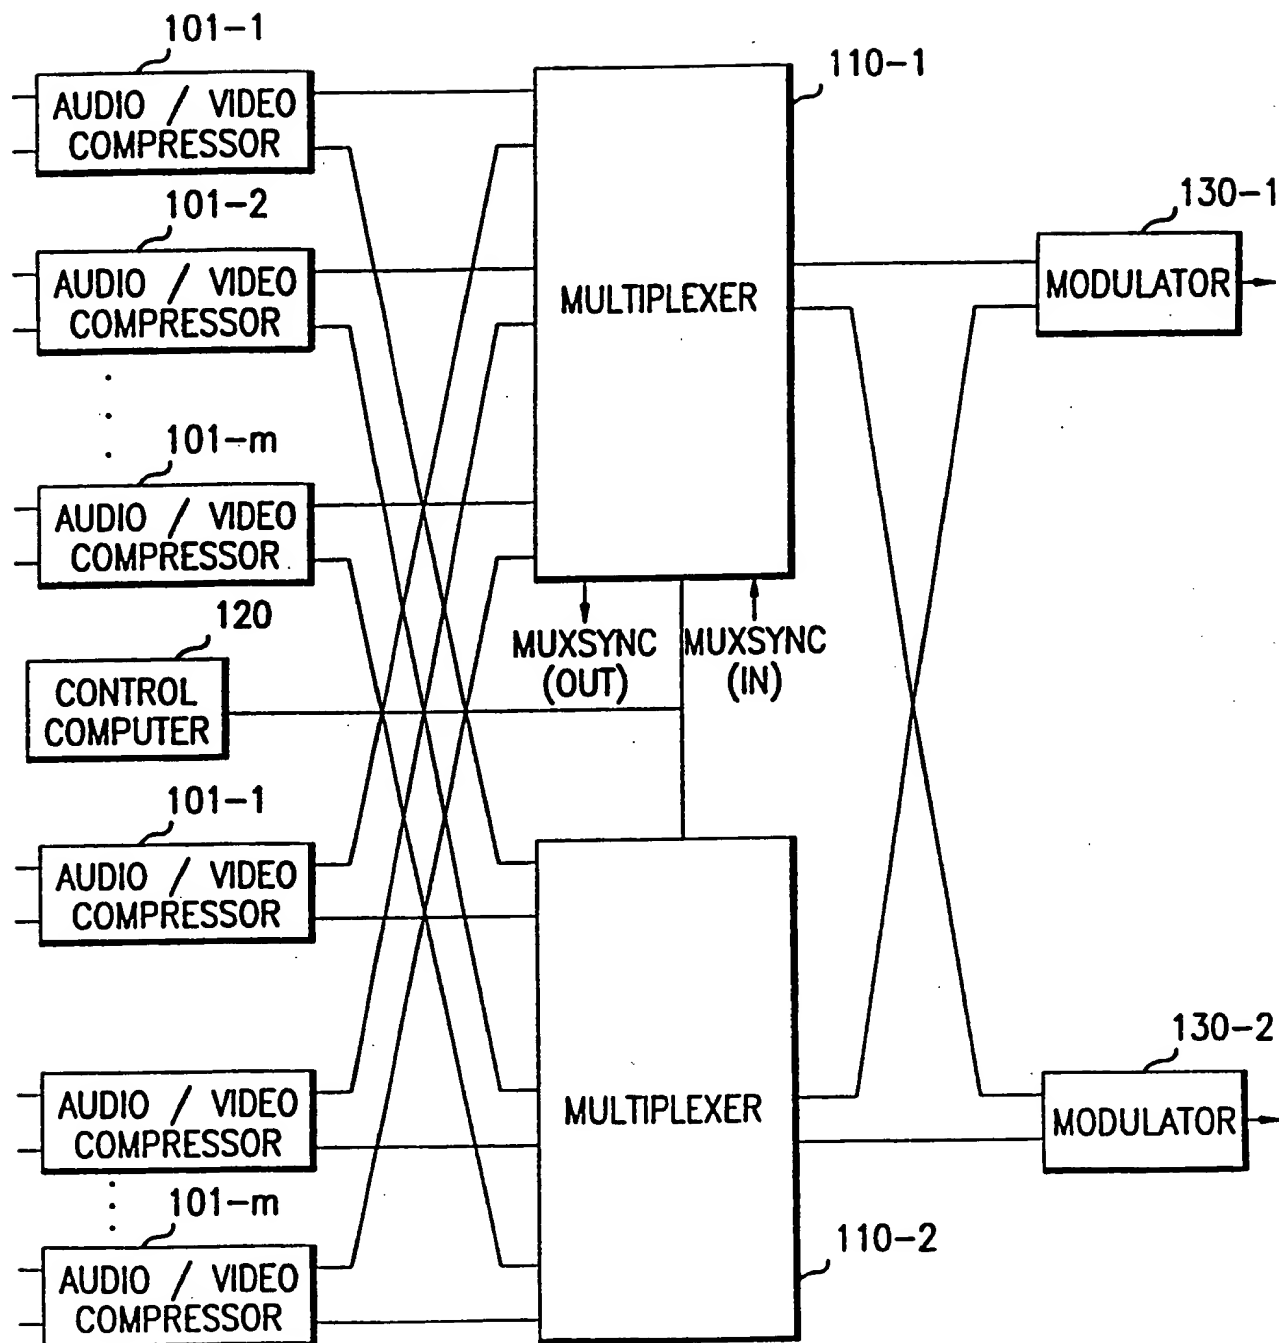 101-1
AUDIO / VIDEO
COMPRESSOR
101-2
AUDIO / VIDEO
COMPRESSOR
101-m
AUDIO / VIDEO
COMPRESSOR
120
CONTROL
COMPUTER
101-1
AUDIO / VIDEO
COMPRESSOR
AUDIO / VIDEO
COMPRESSOR
101-m
AUDIO / VIDEO
COMPRESSOR
110-1
MULTIPLEXER
MUXSYNC
(OUT)
MUXSYNC
(IN)
MULTIPLEXER
110-2
130-1
MODULATOR
130-2
MODULATOR